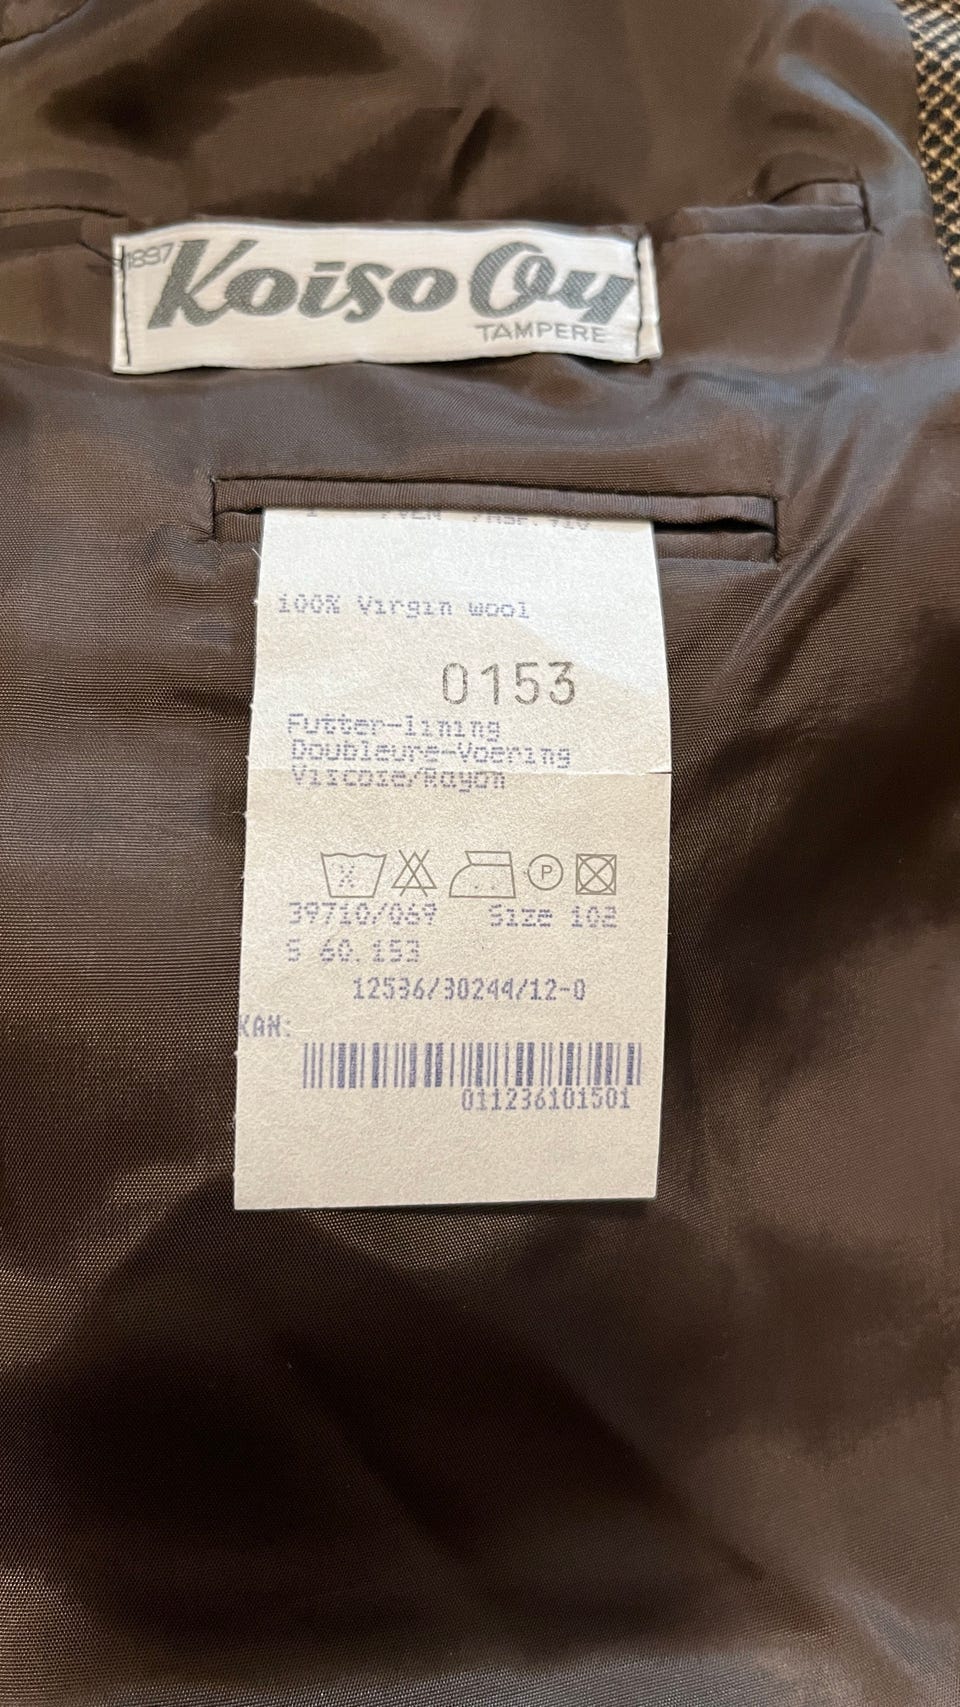 1897 Koiso Oy
TAMPERE
100% Virgin wool
0153
Futter-lining
Doubleure-Voering
Viscose/Rayon
X P
39710/069 Size 102
S 60.153
12536/30244/12-0
KAN:
011236101501